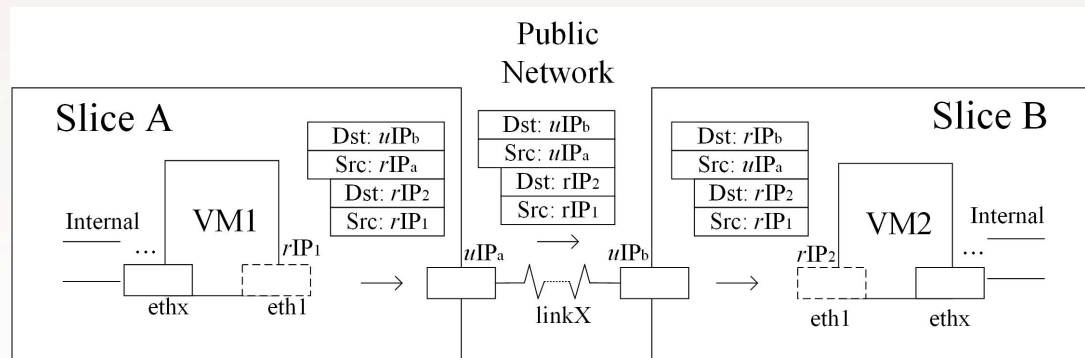 Public
Network
Slice A
Slice B
Dst: uIPb
Src: rIPa
Dst: rIP2
Src: rIP1
Dst: uIPb
Src: uIPa
Dst: rIP2
Src: rIP1
Dst: rIPb
Src: uIPa
Dst: rIP2
Src: rIP1
Internal
...
VM1
rIP1
ethx
eth1
uIPa
linkX
uIPb
rIP2
VM2
...
Internal
eth1
ethx